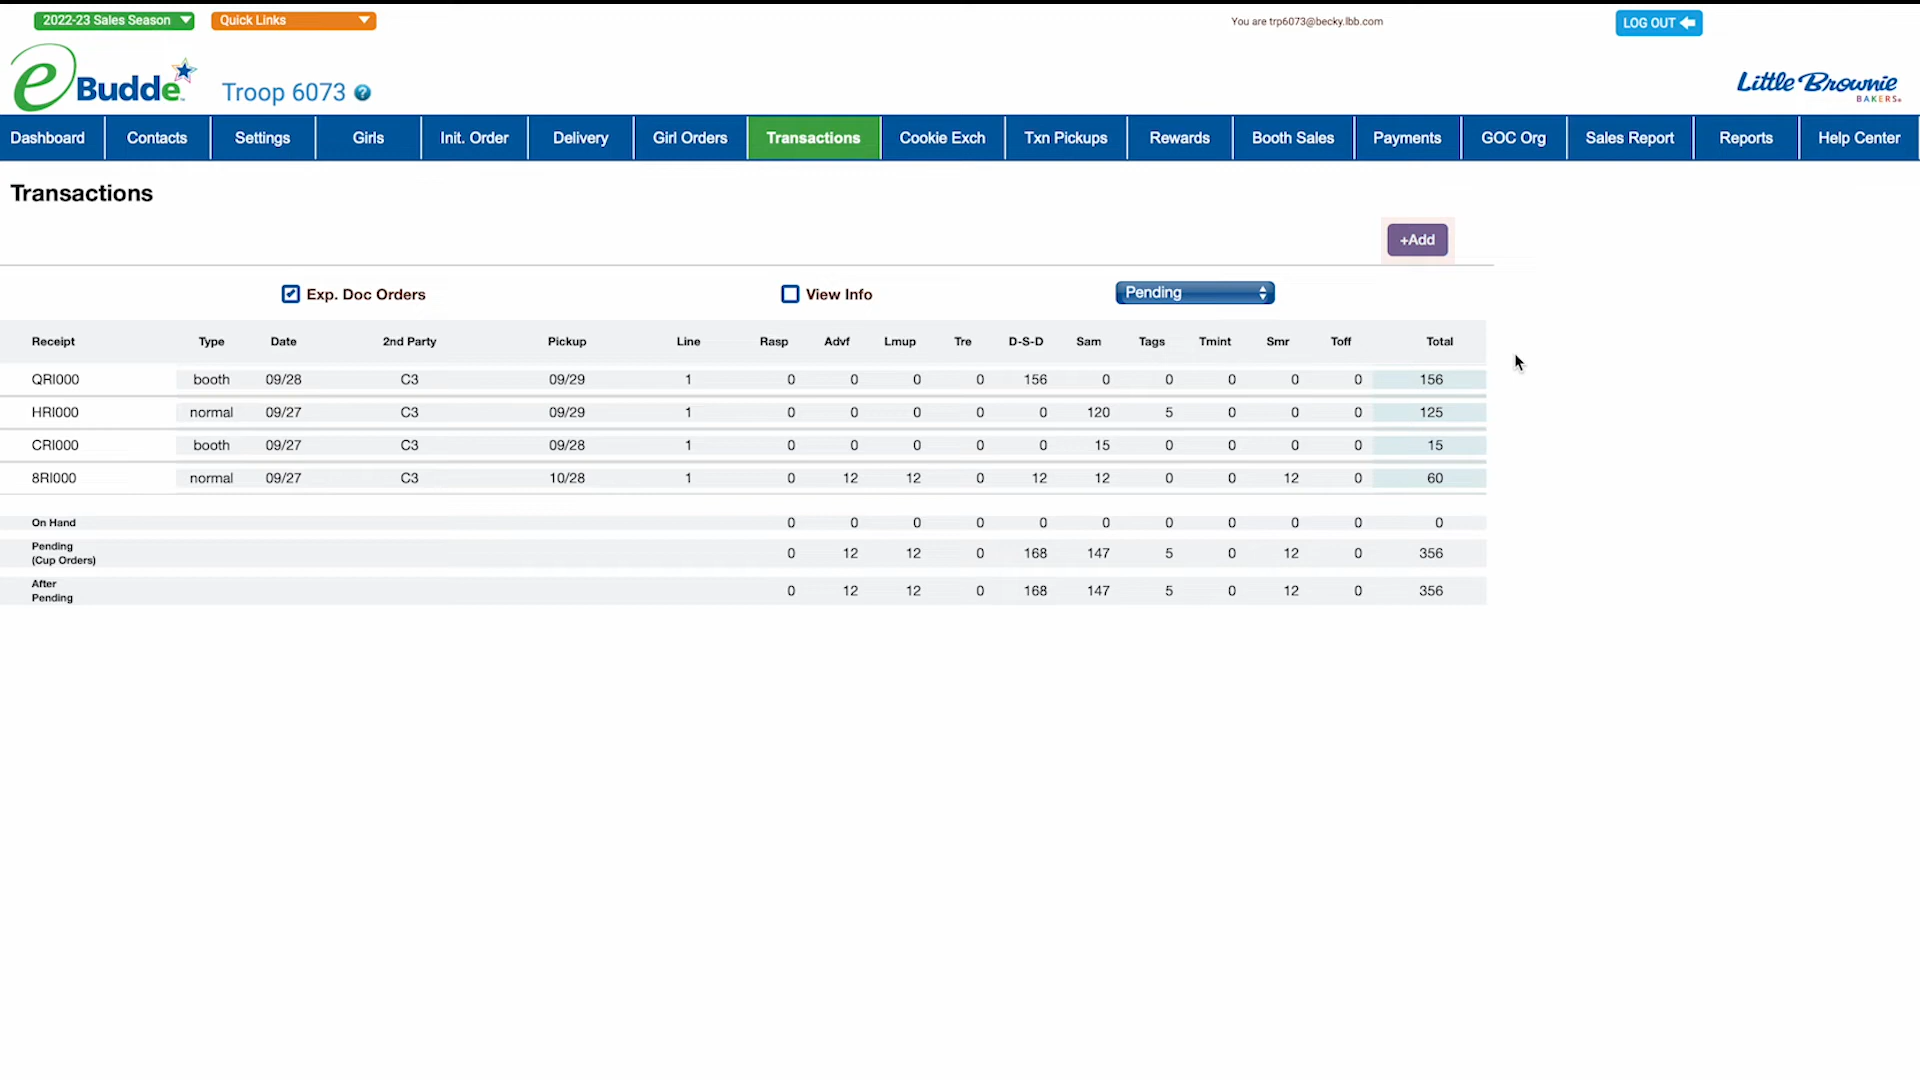 2022-23 Sales Season Quick Links You are trp6073@becky.lbb.com LOG OUT
eBudde™ Troop 6073 ? Little Brownie BAKERS®
Dashboard Contacts Settings Girls Init. Order Delivery Girl Orders Transactions Cookie Exch Txn Pickups Rewards Booth Sales Payments GOC Org Sales Report Reports Help Center
Transactions
+Add
Exp. Doc Orders View Info Pending
Receipt Type Date 2nd Party Pickup Line Rasp Advf Lmup Tre D-S-D Sam Tags Tmint Smr Toff Total
QRI000 booth 09/28 C3 09/29 1 0 0 0 0 156 0 0 0 0 0 156
HRI000 normal 09/27 C3 09/29 1 0 0 0 0 0 120 5 0 0 0 125
CRI000 booth 09/27 C3 09/28 1 0 0 0 0 0 15 0 0 0 0 15
8RI000 normal 09/27 C3 10/28 1 0 12 12 0 12 12 0 0 12 0 60
On Hand 0 0 0 0 0 0 0 0 0 0 0
Pending
(Cup Orders) 0 12 12 0 168 147 5 0 12 0 356
After
Pending 0 12 12 0 168 147 5 0 12 0 356